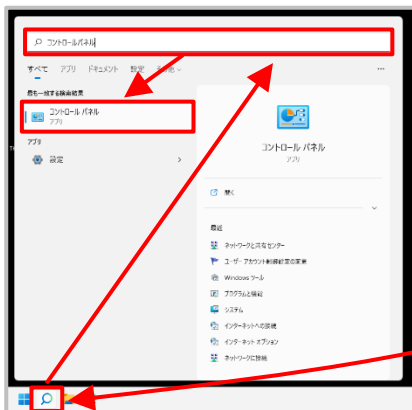 コントロールパネル
すべて アプリ ドキュメント 設定 その他
最も一致する検索結果
コントロール パネル
アプリ
アプリ
設定
コントロール パネル
アプリ
開く
最近
ネットワークと共有センター
ユーザー アカウント制御設定の変更
Windows ツール
プログラムと機能
システム
インターネットへの接続
インターネット オプション
ネットワークに接続